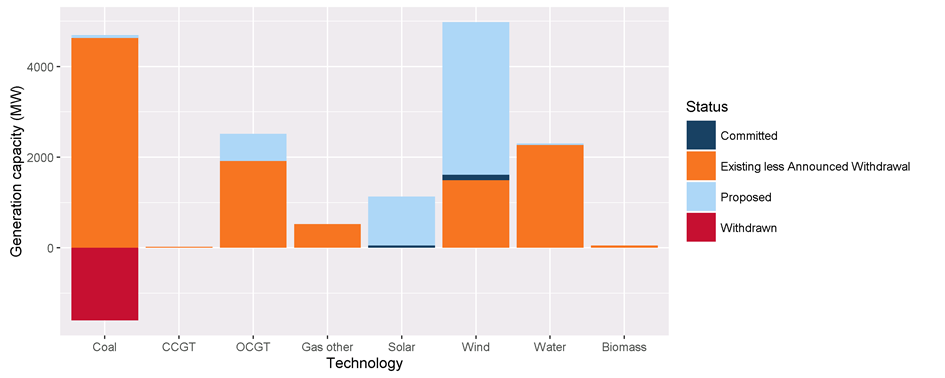 Generation capacity (MW)
4000
2000
0
Coal
CCGT
OCGT
Gas other
Solar
Wind
Water
Biomass
Technology
Status
Committed
Existing less Announced Withdrawal
Proposed
Withdrawn